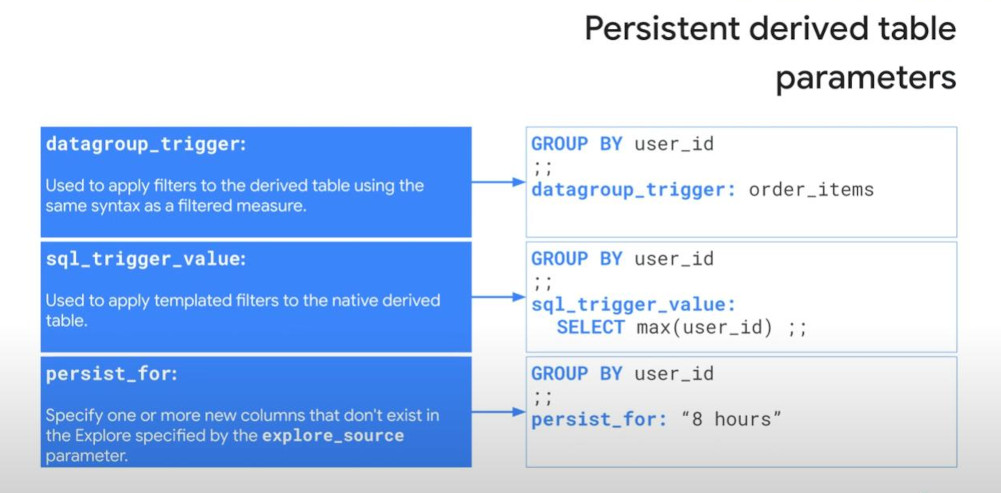 Persistent derived table
parameters
datagroup_trigger:
Used to apply filters to the derived table using the
same syntax as a filtered measure.
GROUP BY user_id
;;
datagroup_trigger: order_items
sql_trigger_value:
Used to apply templated filters to the native derived
table.
GROUP BY user_id
;;
sql_trigger_value:
SELECT max(user_id) ;;
persist_for:
Specify one or more new columns that don't exist in
the Explore specified by the explore_source
parameter.
GROUP BY user_id
;;
persist_for: “8 hours”